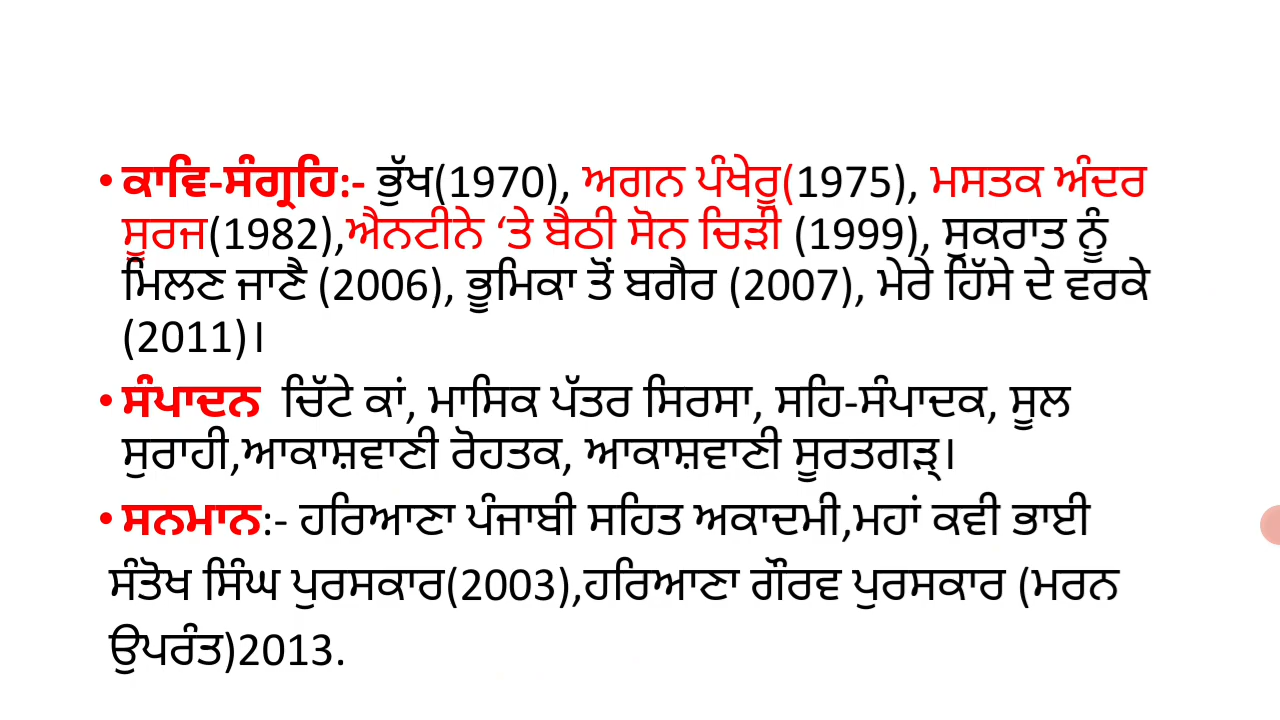 • ਕਾਵਿ-ਸੰਗ੍ਰਹਿ:- ਭੁੱਖ(1970), ਅਗਨ ਪੰਖੇਰੂ(1975), ਮਸਤਕ ਅੰਦਰ
ਸੂਰਜ(1982),ਐਨਟੀਨੇ ‘ਤੇ ਬੈਠੀ ਸੋਨ ਚਿੜੀ (1999), ਸੁਕਰਾਤ ਨੂੰ
ਮਿਲਣ ਜਾਣੈ (2006), ਭੂਮਿਕਾ ਤੋਂ ਬਗੈਰ (2007), ਮੇਰੇ ਹਿੱਸੇ ਦੇ ਵਰਕੇ
(2011)।
• ਸੰਪਾਦਨ ਚਿੱਟੇ ਕਾਂ, ਮਾਸਿਕ ਪੱਤਰ ਸਿਰਸਾ, ਸਹਿ-ਸੰਪਾਦਕ, ਸੂਲ
ਸੁਰਾਹੀ,ਆਕਾਸ਼ਵਾਣੀ ਰੋਹਤਕ, ਆਕਾਸ਼ਵਾਣੀ ਸੂਰਤਗੜ੍।
• ਸਨਮਾਨ:- ਹਰਿਆਣਾ ਪੰਜਾਬੀ ਸਹਿਤ ਅਕਾਦਮੀ,ਮਹਾਂ ਕਵੀ ਭਾਈ
ਸੰਤੋਖ ਸਿੰਘ ਪੁਰਸਕਾਰ(2003),ਹਰਿਆਣਾ ਗੌਰਵ ਪੁਰਸਕਾਰ (ਮਰਨ
ਉਪਰੰਤ)2013.